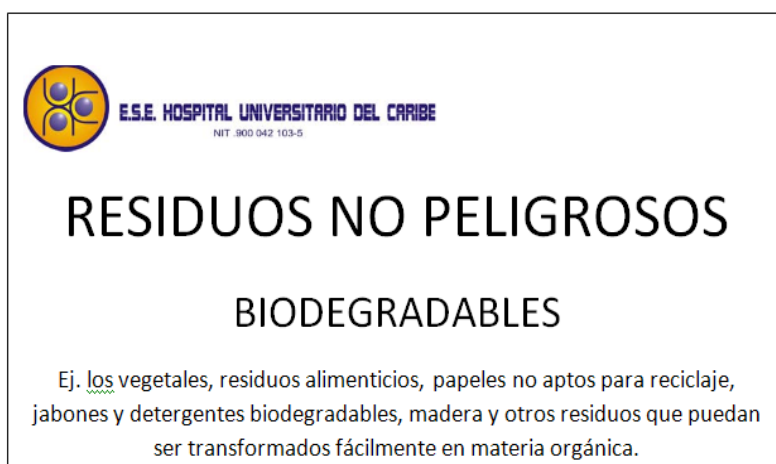 E.S.E. HOSPITAL UNIVERSITARIO DEL CARIBE
NIT .900 042 103-5
RESIDUOS NO PELIGROSOS
BIODEGRADABLES
Ej. los vegetales, residuos alimenticios, papeles no aptos para reciclaje,
jabones y detergentes biodegradables, madera y otros residuos que puedan
ser transformados fácilmente en materia orgánica.